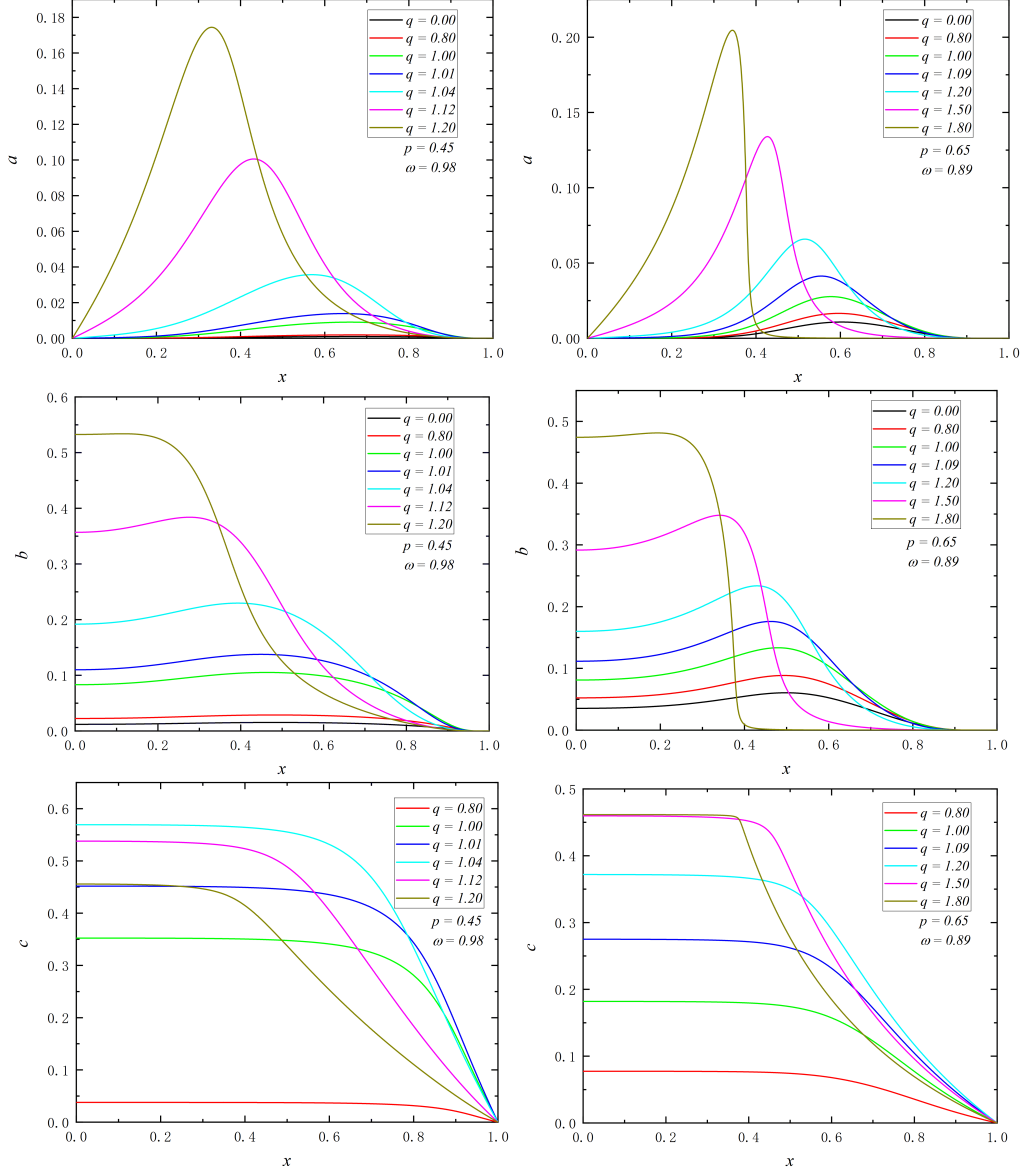 0.18
0.16
0.14
0.12
0.10
0.08
0.06
0.04
0.02
0.00
a
0.0 0.2 0.4 0.6 0.8 1.0
x
q = 0.00
q = 0.80
q = 1.00
q = 1.01
q = 1.04
q = 1.12
q = 1.20
p = 0.45
ω = 0.98
0.20
0.15
0.10
0.05
0.00
a
0.0 0.2 0.4 0.6 0.8 1.0
x
q = 0.00
q = 0.80
q = 1.00
q = 1.09
q = 1.20
q = 1.50
q = 1.80
p = 0.65
ω = 0.89
0.6
0.5
0.4
0.3
0.2
0.1
0.0
b
0.0 0.2 0.4 0.6 0.8 1.0
x
q = 0.00
q = 0.80
q = 1.00
q = 1.01
q = 1.04
q = 1.12
q = 1.20
p = 0.45
ω = 0.98
0.5
0.4
0.3
0.2
0.1
0.0
b
0.0 0.2 0.4 0.6 0.8 1.0
x
q = 0.00
q = 0.80
q = 1.00
q = 1.09
q = 1.20
q = 1.50
q = 1.80
p = 0.65
ω = 0.89
0.6
0.5
0.4
0.3
0.2
0.1
0.0
c
0.0 0.2 0.4 0.6 0.8 1.0
x
q = 0.80
q = 1.00
q = 1.01
q = 1.04
q = 1.12
q = 1.20
p = 0.45
ω = 0.98
0.5
0.4
0.3
0.2
0.1
0.0
c
0.0 0.2 0.4 0.6 0.8 1.0
x
q = 0.80
q = 1.00
q = 1.09
q = 1.20
q = 1.50
q = 1.80
p = 0.65
ω = 0.89